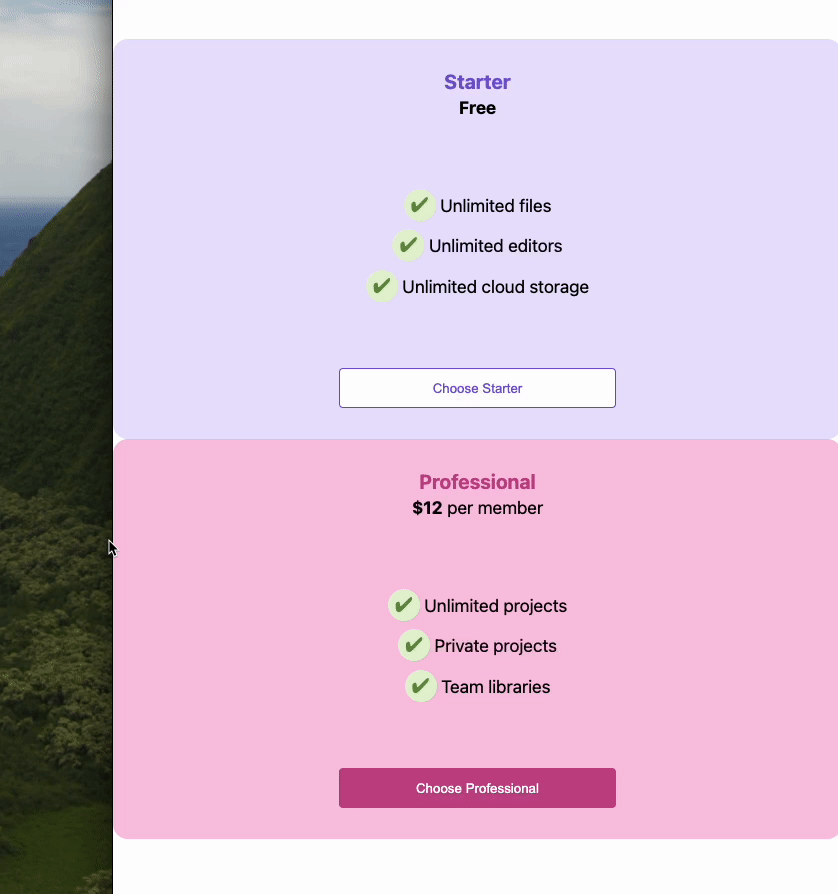 Starter
Free
✔ Unlimited files
✔ Unlimited editors
✔ Unlimited cloud storage
Choose Starter
Professional
$12 per member
✔ Unlimited projects
✔ Private projects
✔ Team libraries
Choose Professional